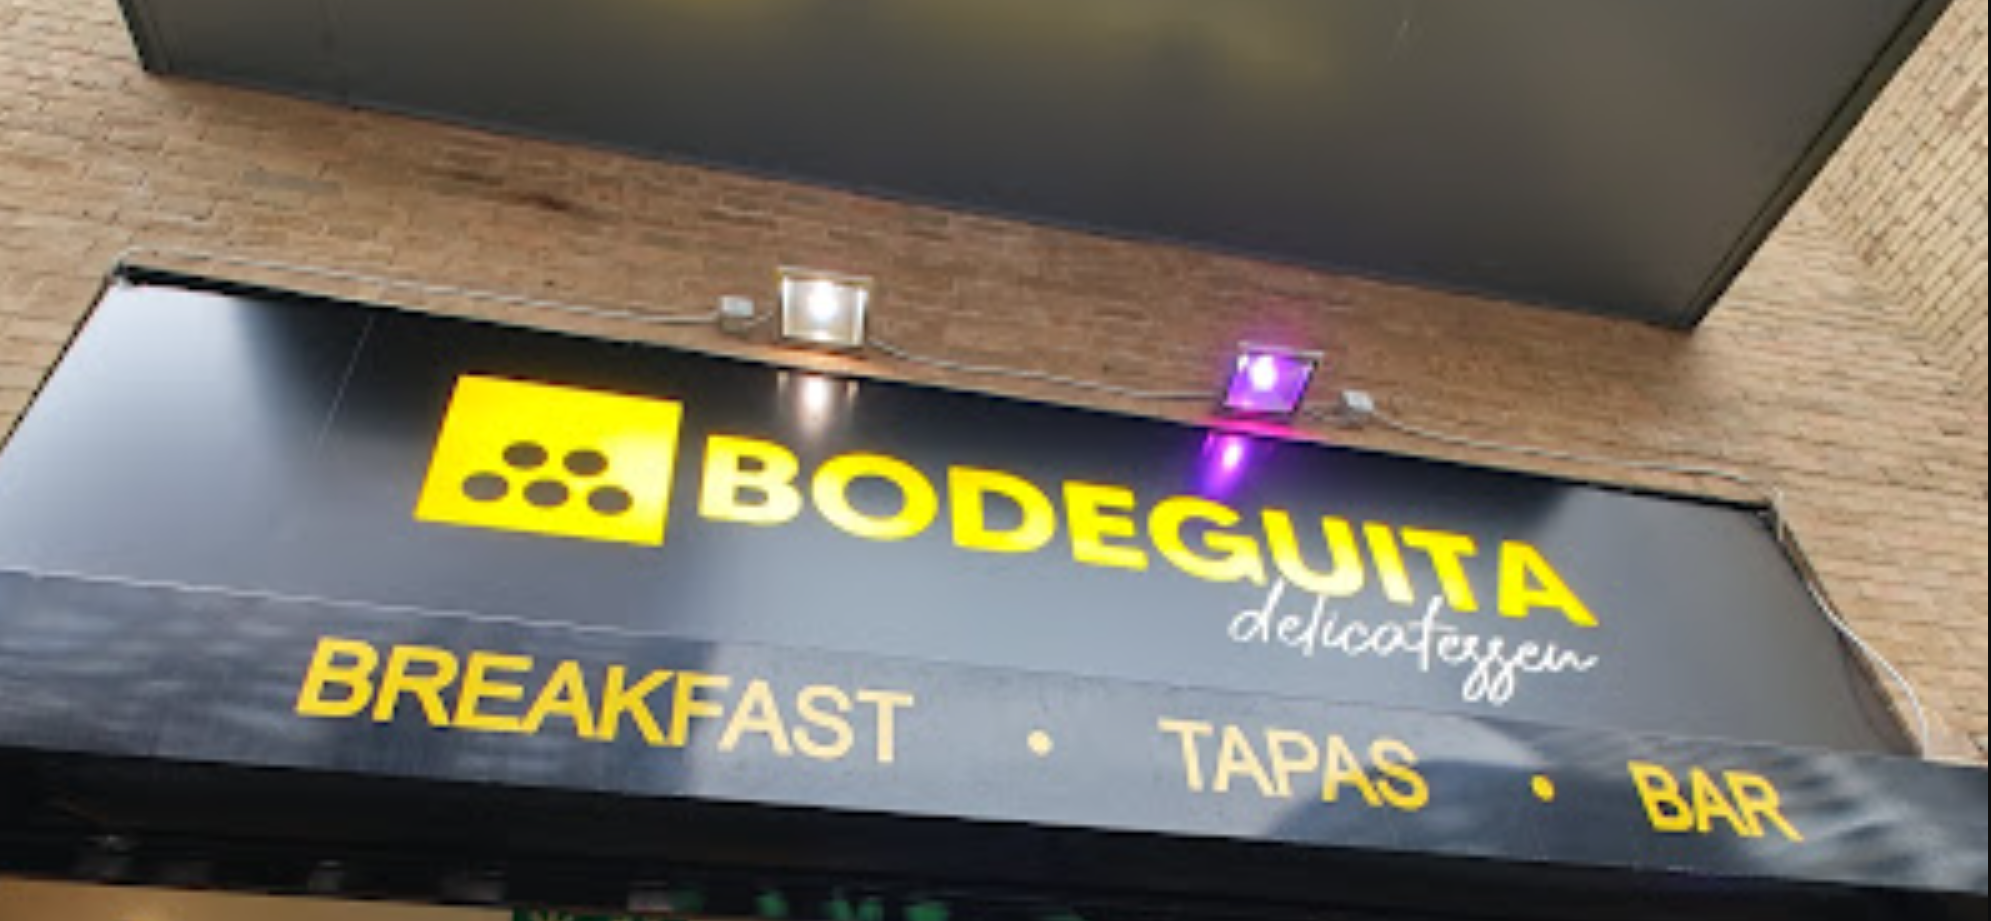 BODEGUITA
delicatessen
BREAKFAST • TAPAS • BAR